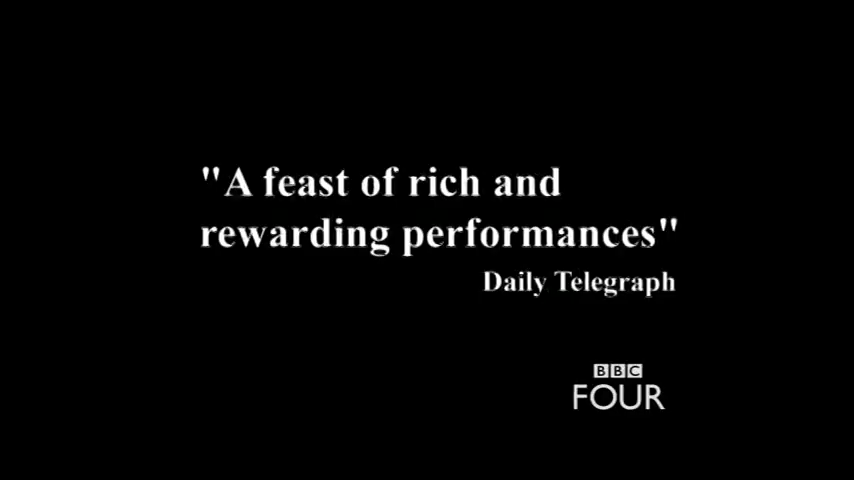 "A feast of rich and
rewarding performances"
Daily Telegraph
BBC
FOUR